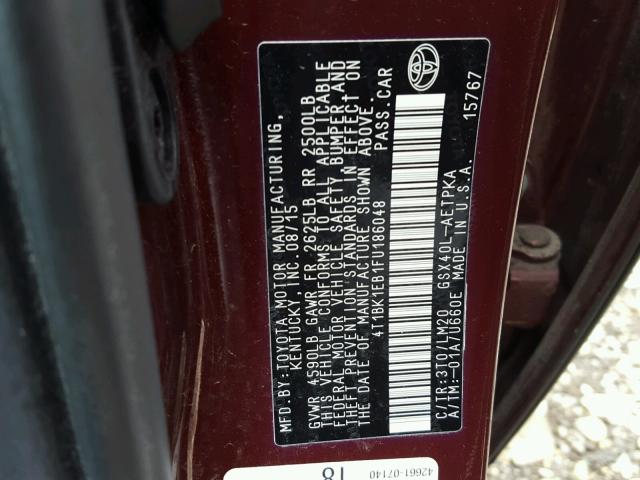 MFD.BY:TOYOTA MOTOR MANUFACTURING,
KENTUCKY, INC. 08/15
GVWR 4590LB GAWR FR 2625LB RR 2500LB
THIS VEHICLE CONFORMS TO ALL APPLICABLE
FEDERAL MOTOR VEHICLE SAFETY, BUMPER, AND
THEFT PREVENTION STANDARDS IN EFFECT ON
THE DATE OF MANUFACTURE SHOWN ABOVE.
4T1BK1EB1FU186048 PASS.CAR
C/TR:3T0/LM20 GSX40L-AETPKA
A/TM:-01A/U660E MADE IN U.S.A. 15767
42661-07140
18